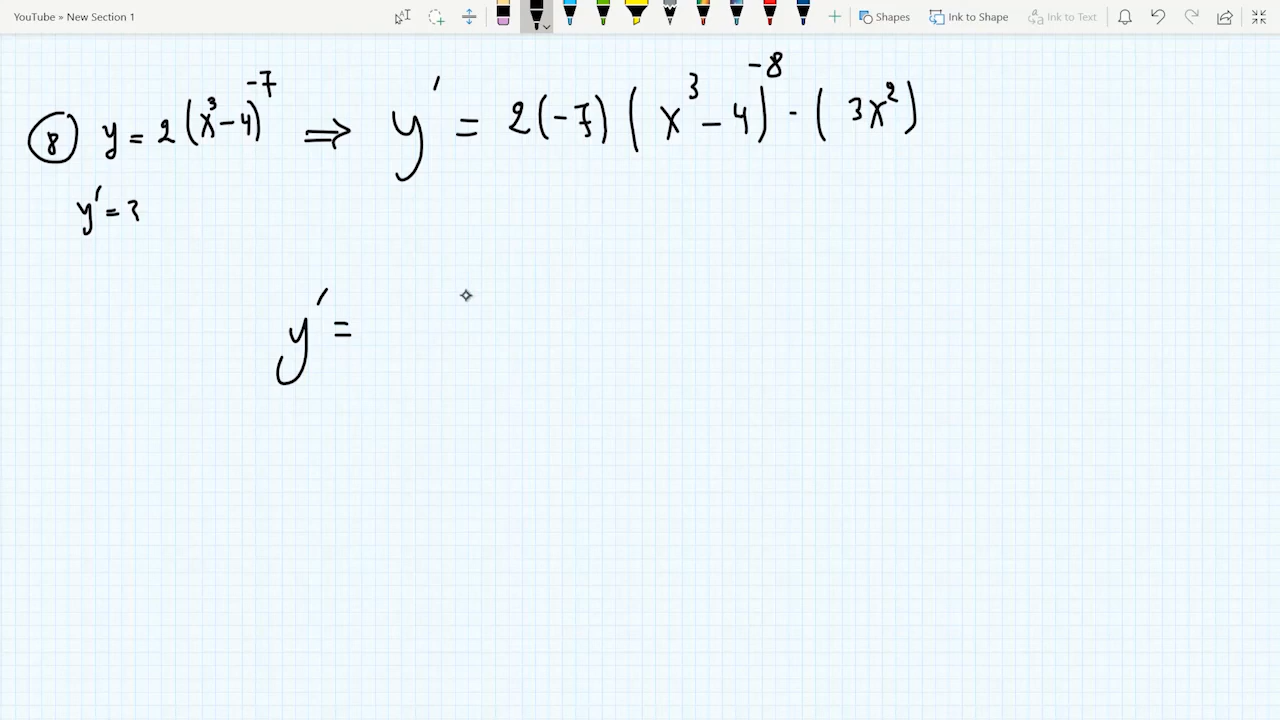 YouTube » New Section 1 Shapes Ink to Shape Ink to Text
8 y = 2(x³ - 4)⁻⁷ ⇒ y' = 2(-7)(x³ - 4)⁻⁸ · (3x²)
y' = ?
y' =